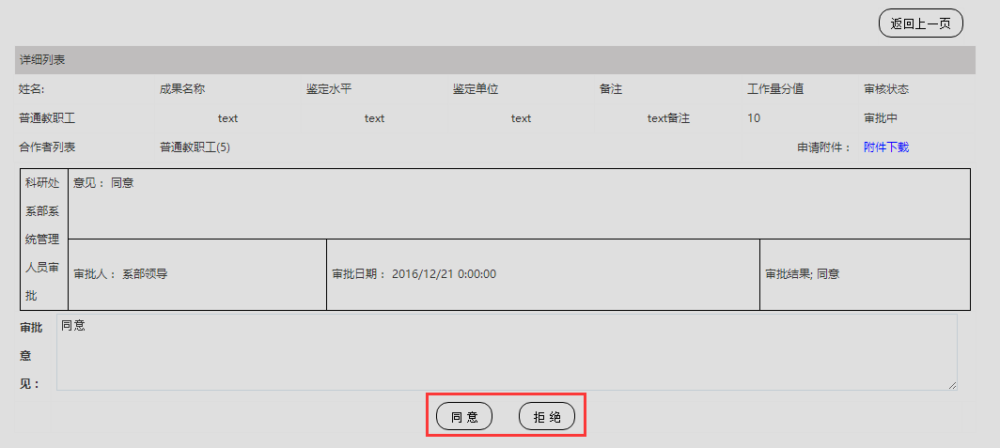 返回上一页
详细列表
姓名: 成果名称 鉴定水平 鉴定单位 备注 工作量分值 审核状态
普通教职工 text text text text备注 10 审批中
合作者列表 普通教职工(5) 申请附件： 附件下载
科研处
系部系
统管理
人员审
批
意见： 同意
审批人： 系部领导 审批日期： 2016/12/21 0:00:00 审批结果; 同意
审批
意
见：
同意
同 意 拒 绝